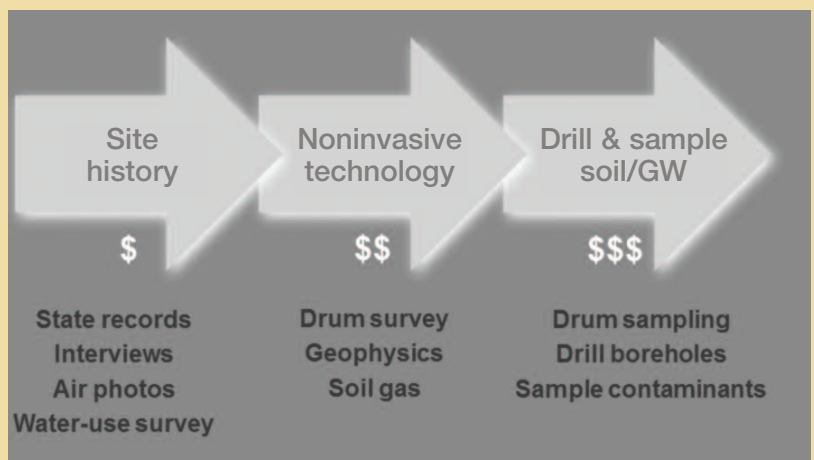 Site
history
Noninvasive
technology
Drill & sample
soil/GW
$
$$
$$$
State records
Interviews
Air photos
Water-use survey
Drum survey
Geophysics
Soil gas
Drum sampling
Drill boreholes
Sample contaminants